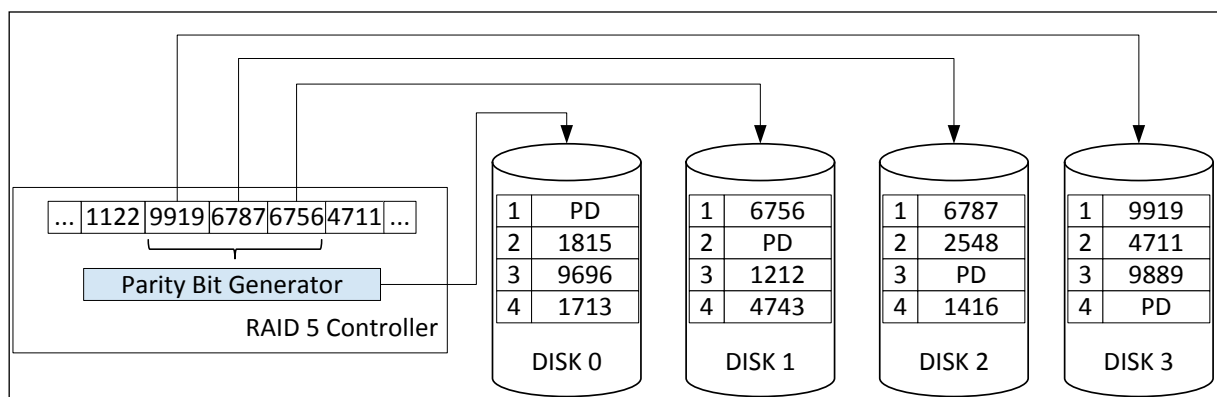 ... 1122 9919 6787 6756 4711 ...
Parity Bit Generator
RAID 5 Controller
1 PD
2 1815
3 9696
4 1713
DISK 0
1 6756
2 PD
3 1212
4 4743
DISK 1
1 6787
2 2548
3 PD
4 1416
DISK 2
1 9919
2 4711
3 9889
4 PD
DISK 3